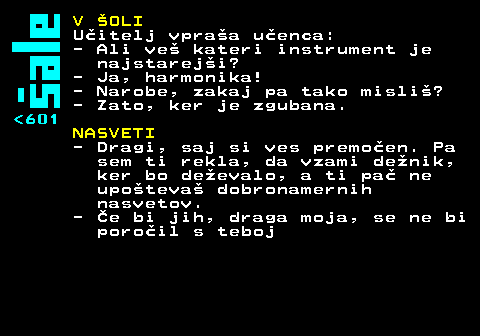 šale
<601
V ŠOLI
Učitelj vpraša učenca:
- Ali veš kateri instrument je
najstarejši?
- Ja, harmonika!
- Narobe, zakaj pa tako misliš?
- Zato, ker je zgubana.
NASVETI
- Dragi, saj si ves premočen. Pa
sem ti rekla, da vzami dežnik,
ker bo deževalo, a ti pač ne
upoštevaš dobronamernih
nasvetov.
- Če bi jih, draga moja, se ne bi
poročil s teboj